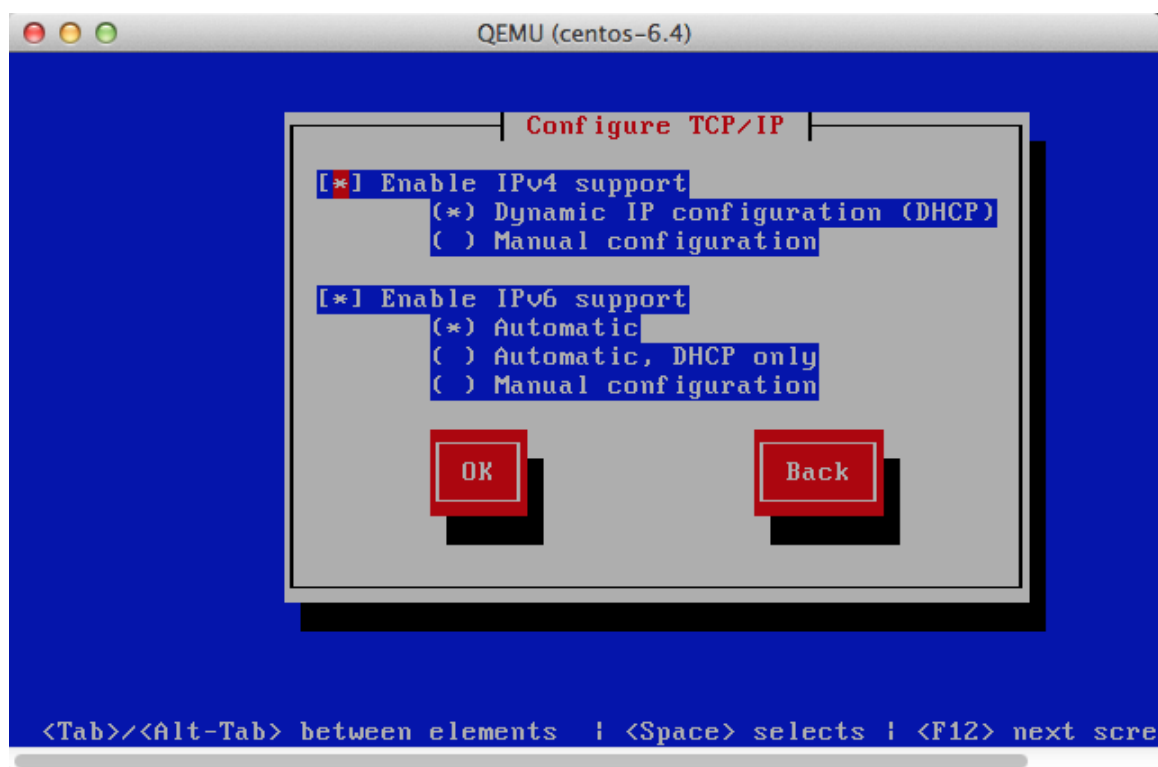 QEMU (centos-6.4)
Configure TCP/IP
[*] Enable IPv4 support
(*) Dynamic IP configuration (DHCP)
( ) Manual configuration
[*] Enable IPv6 support
(*) Automatic
( ) Automatic, DHCP only
( ) Manual configuration
OK Back
<Tab>/<Alt-Tab> between elements | <Space> selects | <F12> next scre